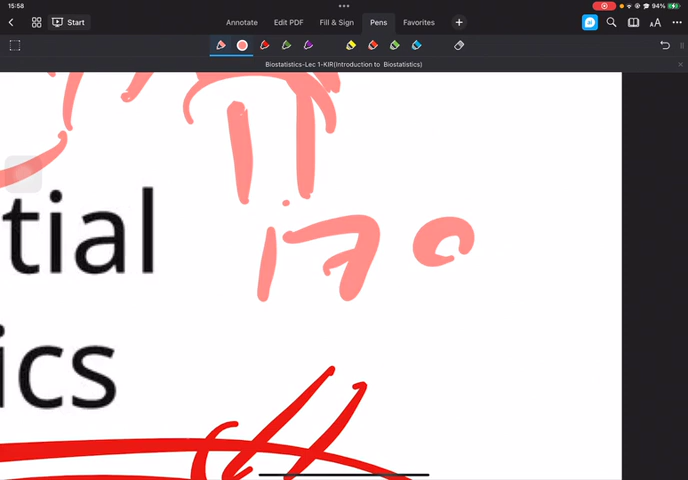 15:58
94%
Start
Annotate Edit PDF Fill & Sign Pens Favorites
Biostatistics-Lec 1-KIR(Introduction to Biostatistics)
tial
170
ics